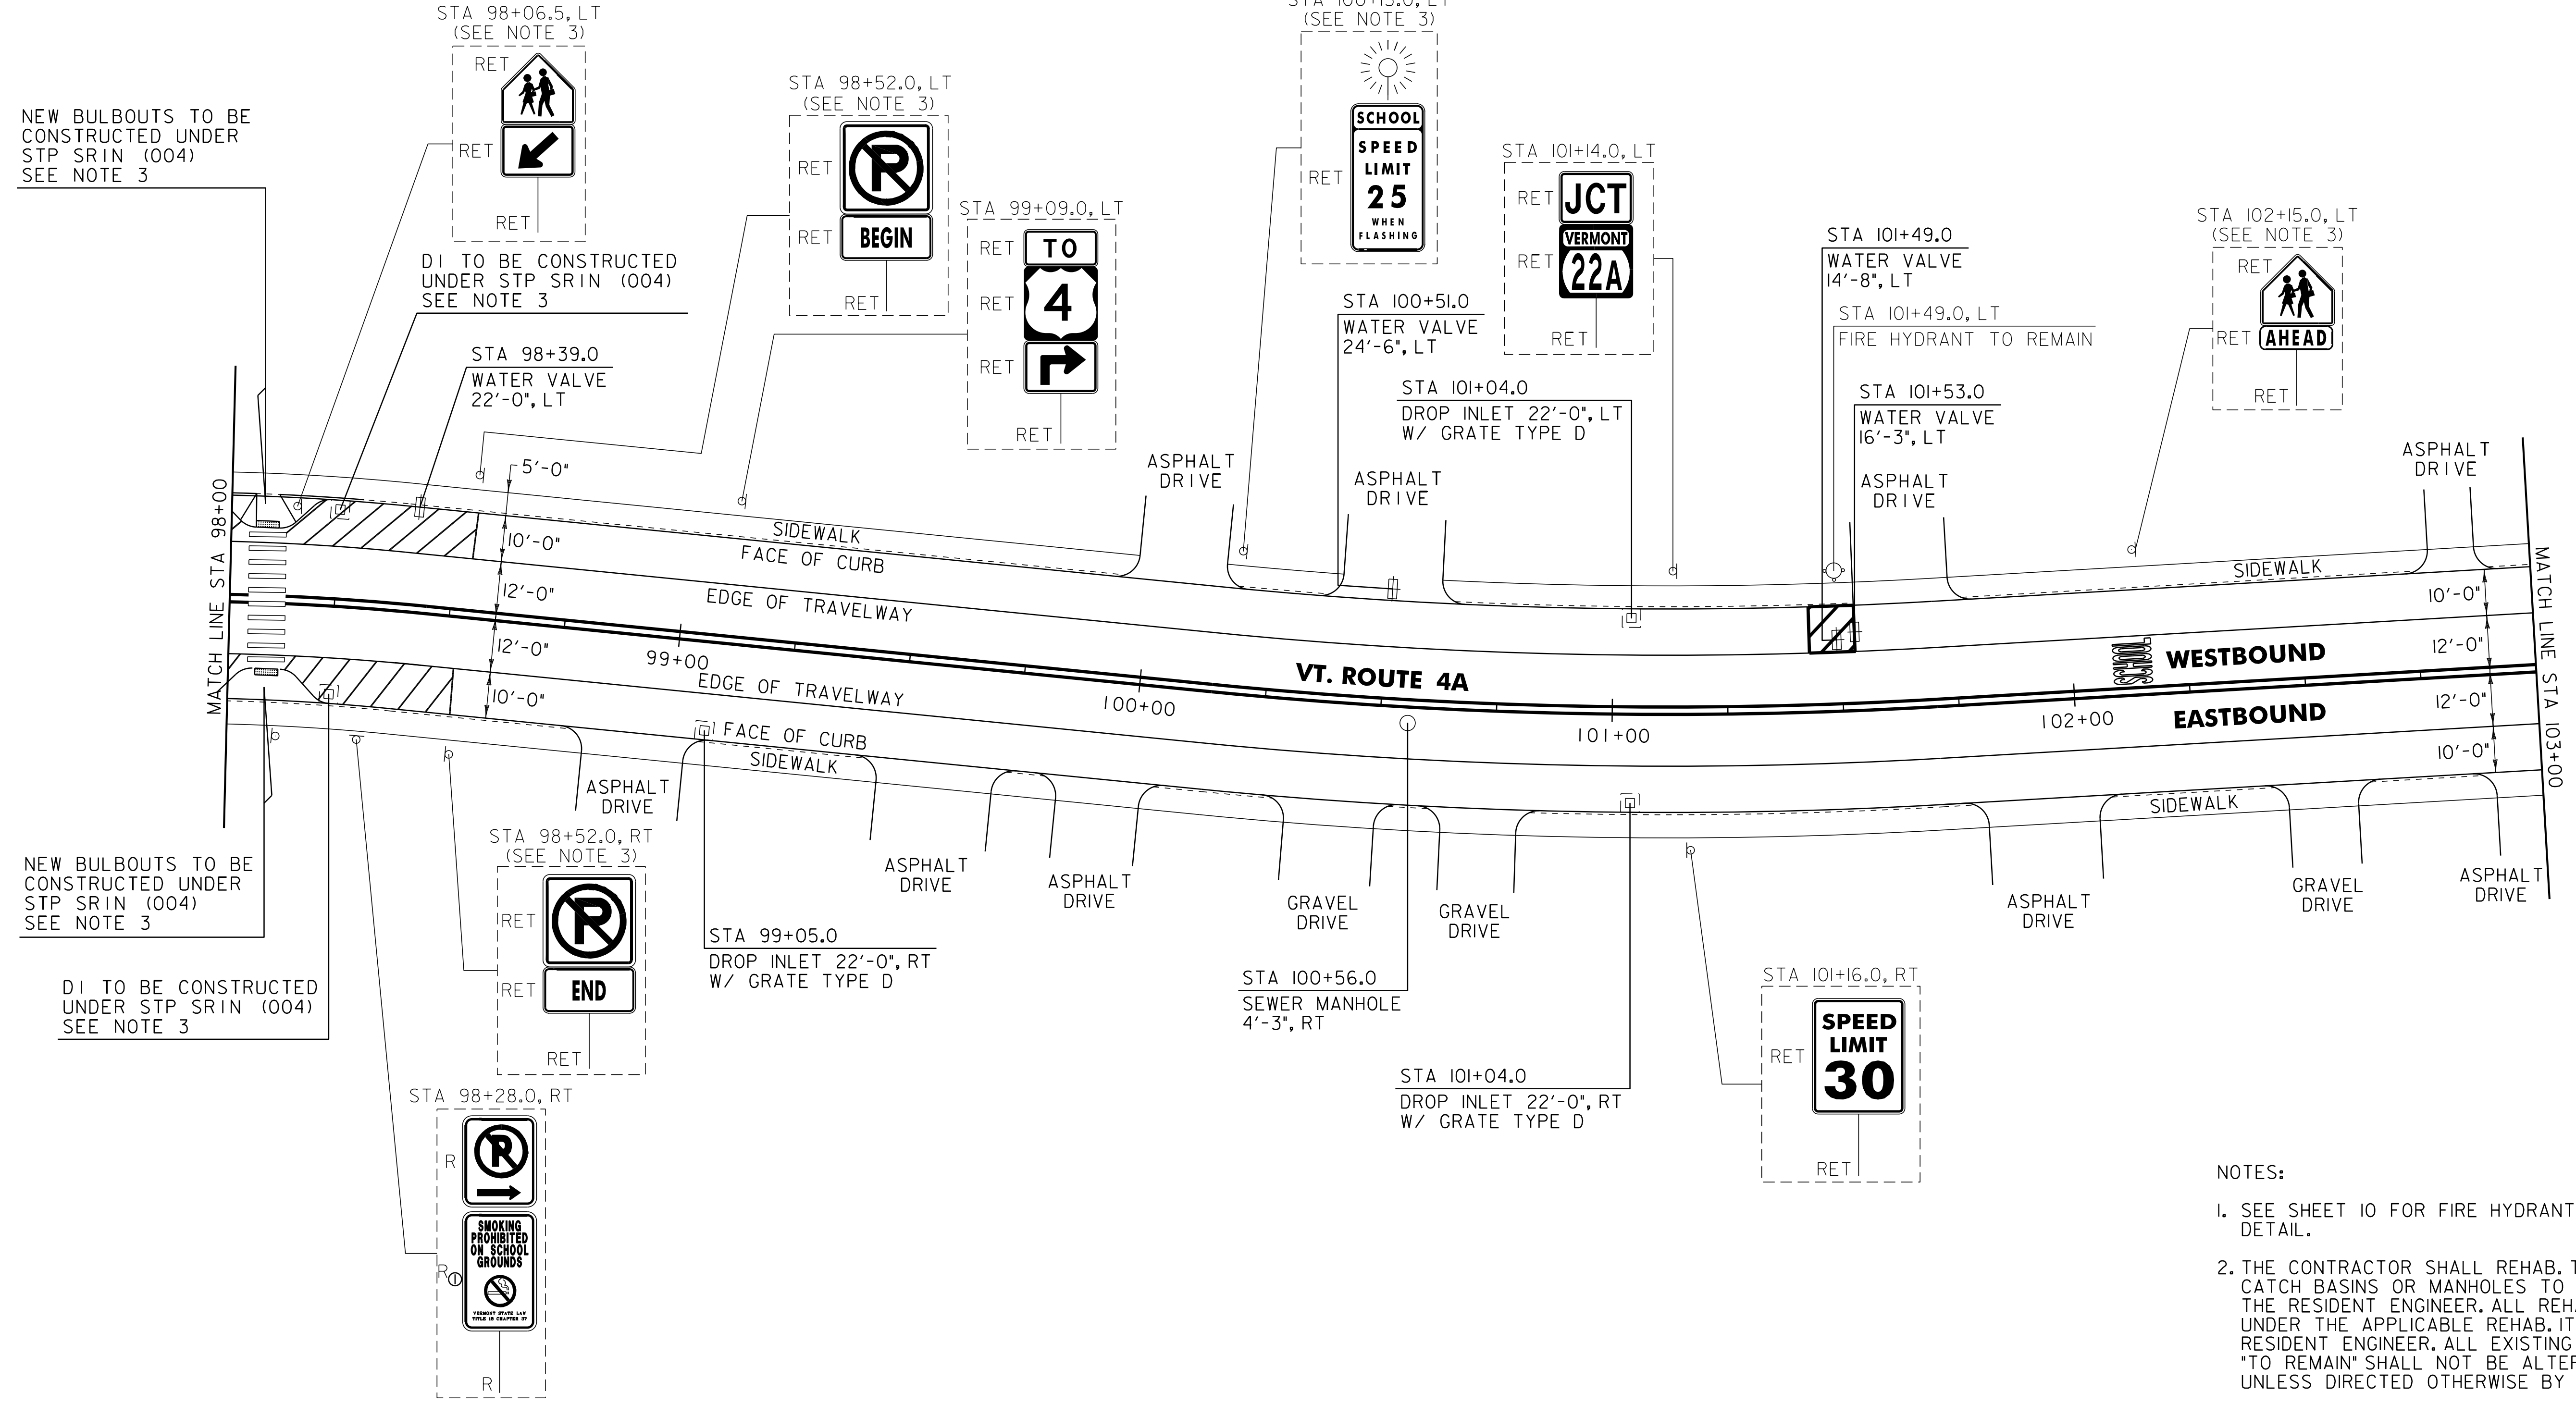 STA 98+06.5, LT
(SEE NOTE 3)
RET
RET
RET
NEW BULBOUTS TO BE
CONSTRUCTED UNDER
STP SRIN (004)
SEE NOTE 3
STA 98+52.0, LT
(SEE NOTE 3)
RET
P
RET
BEGIN
RET
STA 99+09.0, LT
RET
TO
RET
4
RET
RET
DI TO BE CONSTRUCTED
UNDER STP SRIN (004)
SEE NOTE 3
STA 98+39.0
WATER VALVE
22'-0", LT
(SEE NOTE 3)
SCHOOL
SPEED
LIMIT
25
WHEN
FLASHING
RET
STA 100+51.0
WATER VALVE
24'-6", LT
STA 101+14.0, LT
RET
JCT
RET
VERMONT
22A
RET
STA 101+04.0
DROP INLET 22'-0", LT
W/ GRATE TYPE D
STA 101+49.0
WATER VALVE
14'-8", LT
STA 101+49.0, LT
FIRE HYDRANT TO REMAIN
STA 101+53.0
WATER VALVE
16'-3", LT
STA 102+15.0, LT
(SEE NOTE 3)
RET
RET
AHEAD
RET
ASPHALT
DRIVE
ASPHALT
DRIVE
ASPHALT
DRIVE
ASPHALT
DRIVE
MATCH LINE STA 98+00
5'-0"
10'-0"
12'-0"
12'-0"
10'-0"
SIDEWALK
FACE OF CURB
EDGE OF TRAVELWAY
99+00
EDGE OF TRAVELWAY
100+00
VT. ROUTE 4A
101+00
102+00
SCHOOL
WESTBOUND
EASTBOUND
SIDEWALK
10'-0"
12'-0"
12'-0"
10'-0"
MATCH LINE STA 103+00
FACE OF CURB
SIDEWALK
SIDEWALK
ASPHALT
DRIVE
ASPHALT
DRIVE
ASPHALT
DRIVE
GRAVEL
DRIVE
GRAVEL
DRIVE
ASPHALT
DRIVE
GRAVEL
DRIVE
ASPHALT
DRIVE
NEW BULBOUTS TO BE
CONSTRUCTED UNDER
STP SRIN (004)
SEE NOTE 3
DI TO BE CONSTRUCTED
UNDER STP SRIN (004)
SEE NOTE 3
STA 98+52.0, RT
(SEE NOTE 3)
RET
P
RET
END
RET
STA 98+28.0, RT
R
P
SMOKING
PROHIBITED
ON SCHOOL
GROUNDS
R
1
VERMONT STATE LAW
TITLE 18 CHAPTER 37
R
STA 99+05.0
DROP INLET 22'-0", RT
W/ GRATE TYPE D
STA 100+56.0
SEWER MANHOLE
4'-3", RT
STA 101+04.0
DROP INLET 22'-0", RT
W/ GRATE TYPE D
STA 101+16.0, RT
SPEED
LIMIT
30
RET
RET
NOTES:
1. SEE SHEET 10 FOR FIRE HYDRANT
DETAIL.
2. THE CONTRACTOR SHALL REHAB.
CATCH BASINS OR MANHOLES TO
THE RESIDENT ENGINEER. ALL
UNDER THE APPLICABLE REHAB.
RESIDENT ENGINEER. ALL EXISTING
"TO REMAIN" SHALL NOT BE
UNLESS DIRECTED OTHERWISE BY